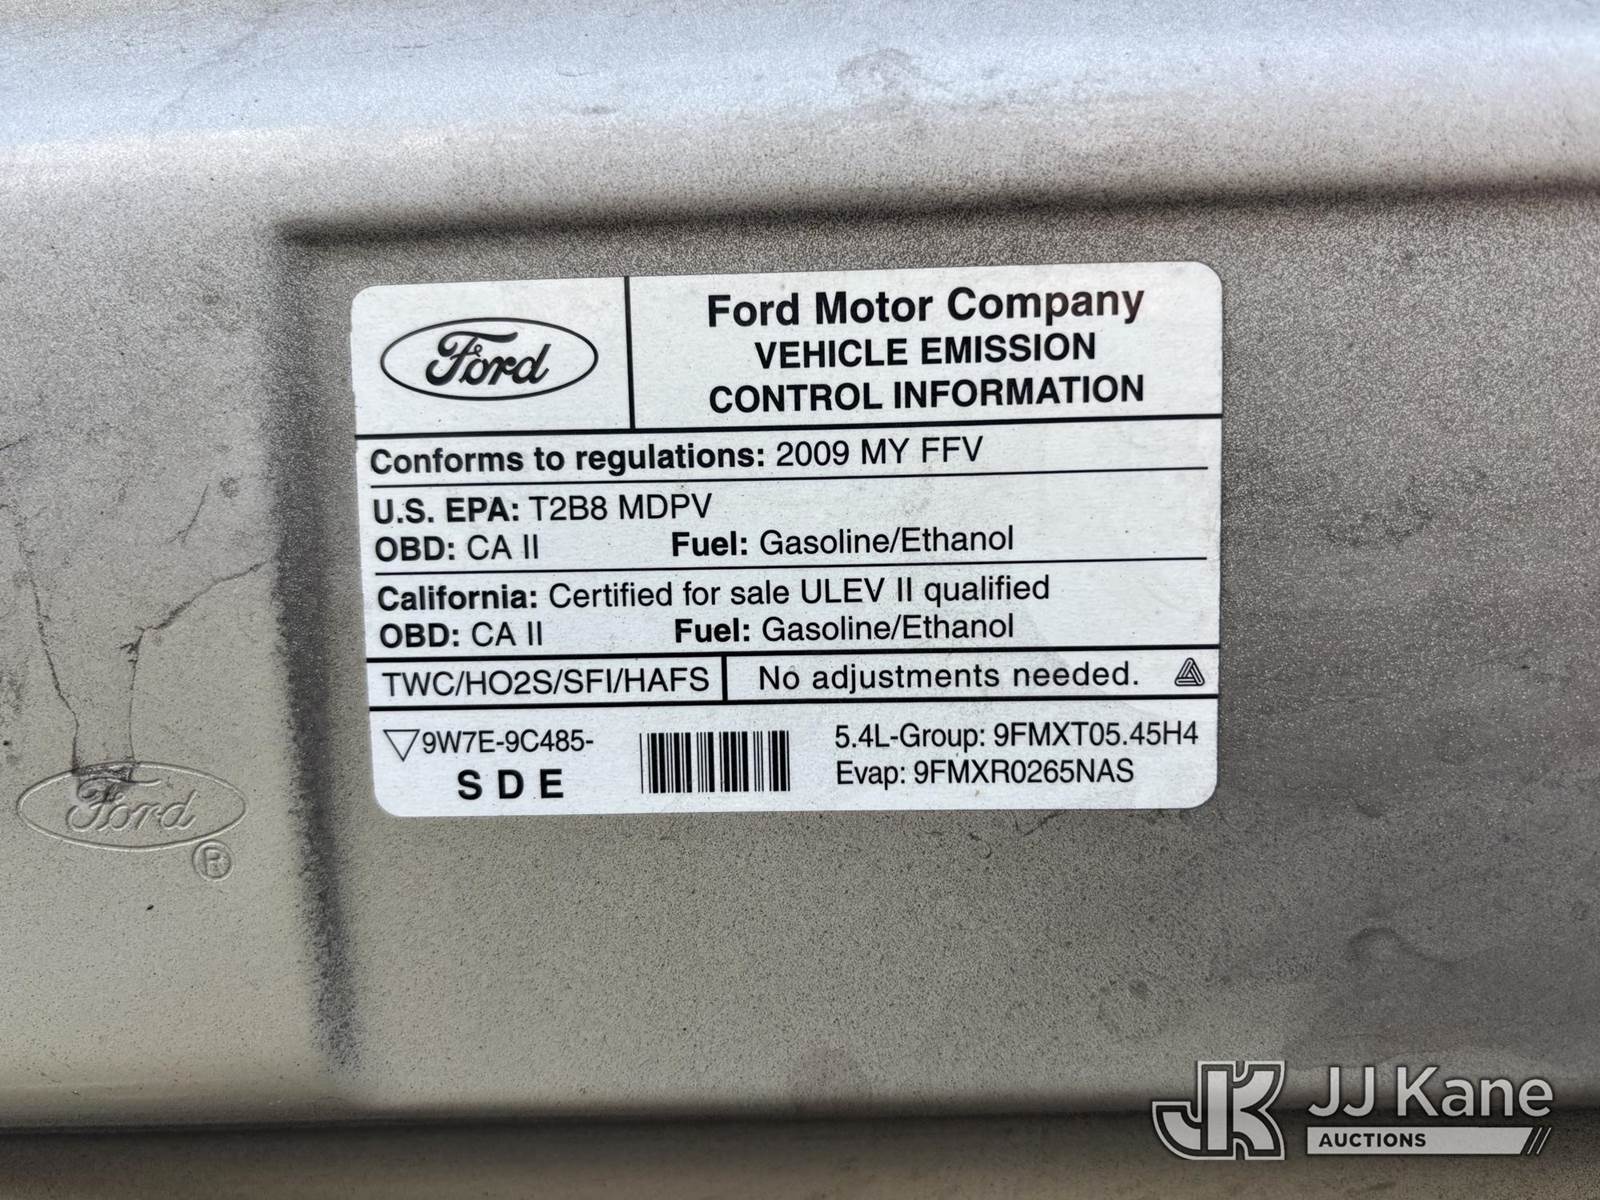 Ford
Ford Motor Company
VEHICLE EMISSION
CONTROL INFORMATION
Conforms to regulations: 2009 MY FFV
U.S. EPA: T2B8 MDPV
OBD: CA II Fuel: Gasoline/Ethanol
California: Certified for sale ULEV II qualified
OBD: CA II Fuel: Gasoline/Ethanol
TWC/HO2S/SFI/HAFS No adjustments needed.
9W7E-9C485-
S D E
5.4L-Group: 9FMXT05.45H4
Evap: 9FMXR0265NAS
Ford
®
JK JJ Kane
AUCTIONS